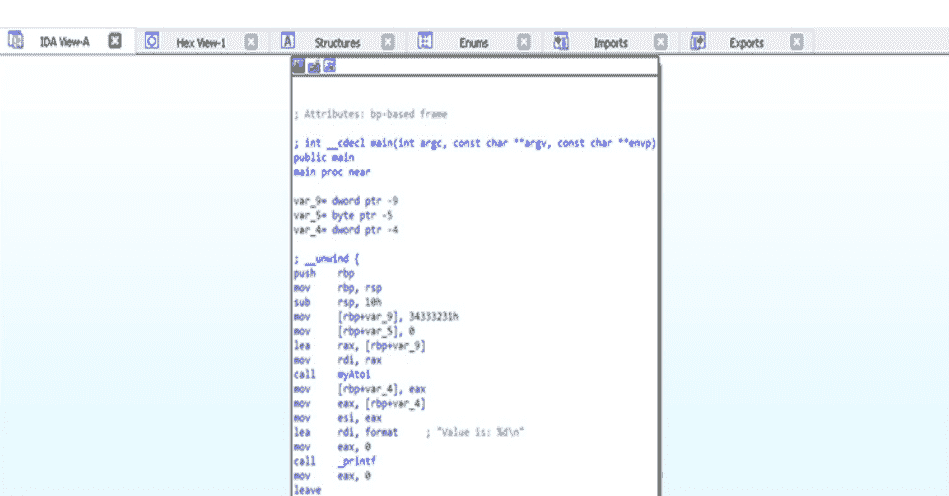 IDA View-A Hex View-1 Structures Enums Imports Exports
; Attributes: bp-based frame
; int __cdecl main(int argc, const char **argv, const char **envp)
public main
main proc near
var_9= dword ptr -9
var_5= byte ptr -5
var_4= dword ptr -4
; __unwind {
push rbp
mov rbp, rsp
sub rsp, 10h
mov [rbp+var_9], 34333231h
mov [rbp+var_5], 0
lea rax, [rbp+var_9]
mov rdi, rax
call myAtoi
mov [rbp+var_4], eax
mov eax, [rbp+var_4]
mov esi, eax
lea rdi, format ; "Value is: %d\n"
mov eax, 0
call _printf
mov eax, 0
leave